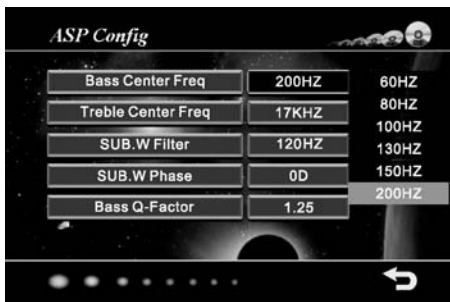 ASP Config
Bass Center Freq 200HZ
Treble Center Freq 17KHZ
SUB.W Filter 120HZ
SUB.W Phase 0D
Bass Q-Factor 1.25
60HZ
80HZ
100HZ
130HZ
150HZ
200HZ